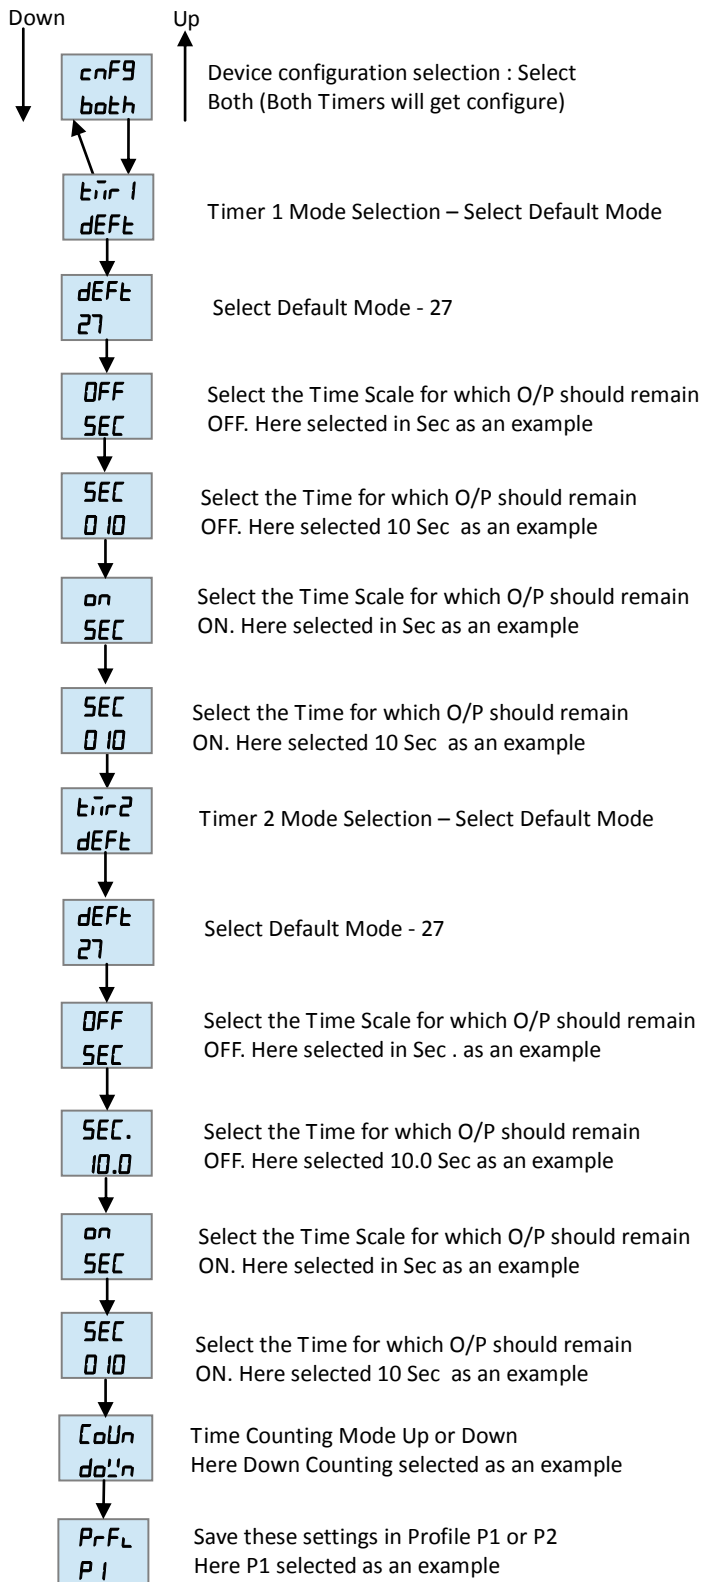 Down Up
cnF9
both
Device configuration selection : Select
Both (Both Timers will get configure)
tmr 1
dEFt
Timer 1 Mode Selection – Select Default Mode
dEFt
27
Select Default Mode - 27
OFF
SEC
Select the Time Scale for which O/P should remain
OFF. Here selected in Sec as an example
SEC
010
Select the Time for which O/P should remain
OFF. Here selected 10 Sec as an example
on
SEC
Select the Time Scale for which O/P should remain
ON. Here selected in Sec as an example
SEC
010
Select the Time for which O/P should remain
ON. Here selected 10 Sec as an example
tmr2
dEFt
Timer 2 Mode Selection – Select Default Mode
dEFt
27
Select Default Mode - 27
OFF
SEC
Select the Time Scale for which O/P should remain
OFF. Here selected in Sec . as an example
SEC.
10.0
Select the Time for which O/P should remain
OFF. Here selected 10.0 Sec as an example
on
SEC
Select the Time Scale for which O/P should remain
ON. Here selected in Sec as an example
SEC
010
Select the Time for which O/P should remain
ON. Here selected 10 Sec as an example
CoUn
down
Time Counting Mode Up or Down
Here Down Counting selected as an example
PrFL
P1
Save these settings in Profile P1 or P2
Here P1 selected as an example